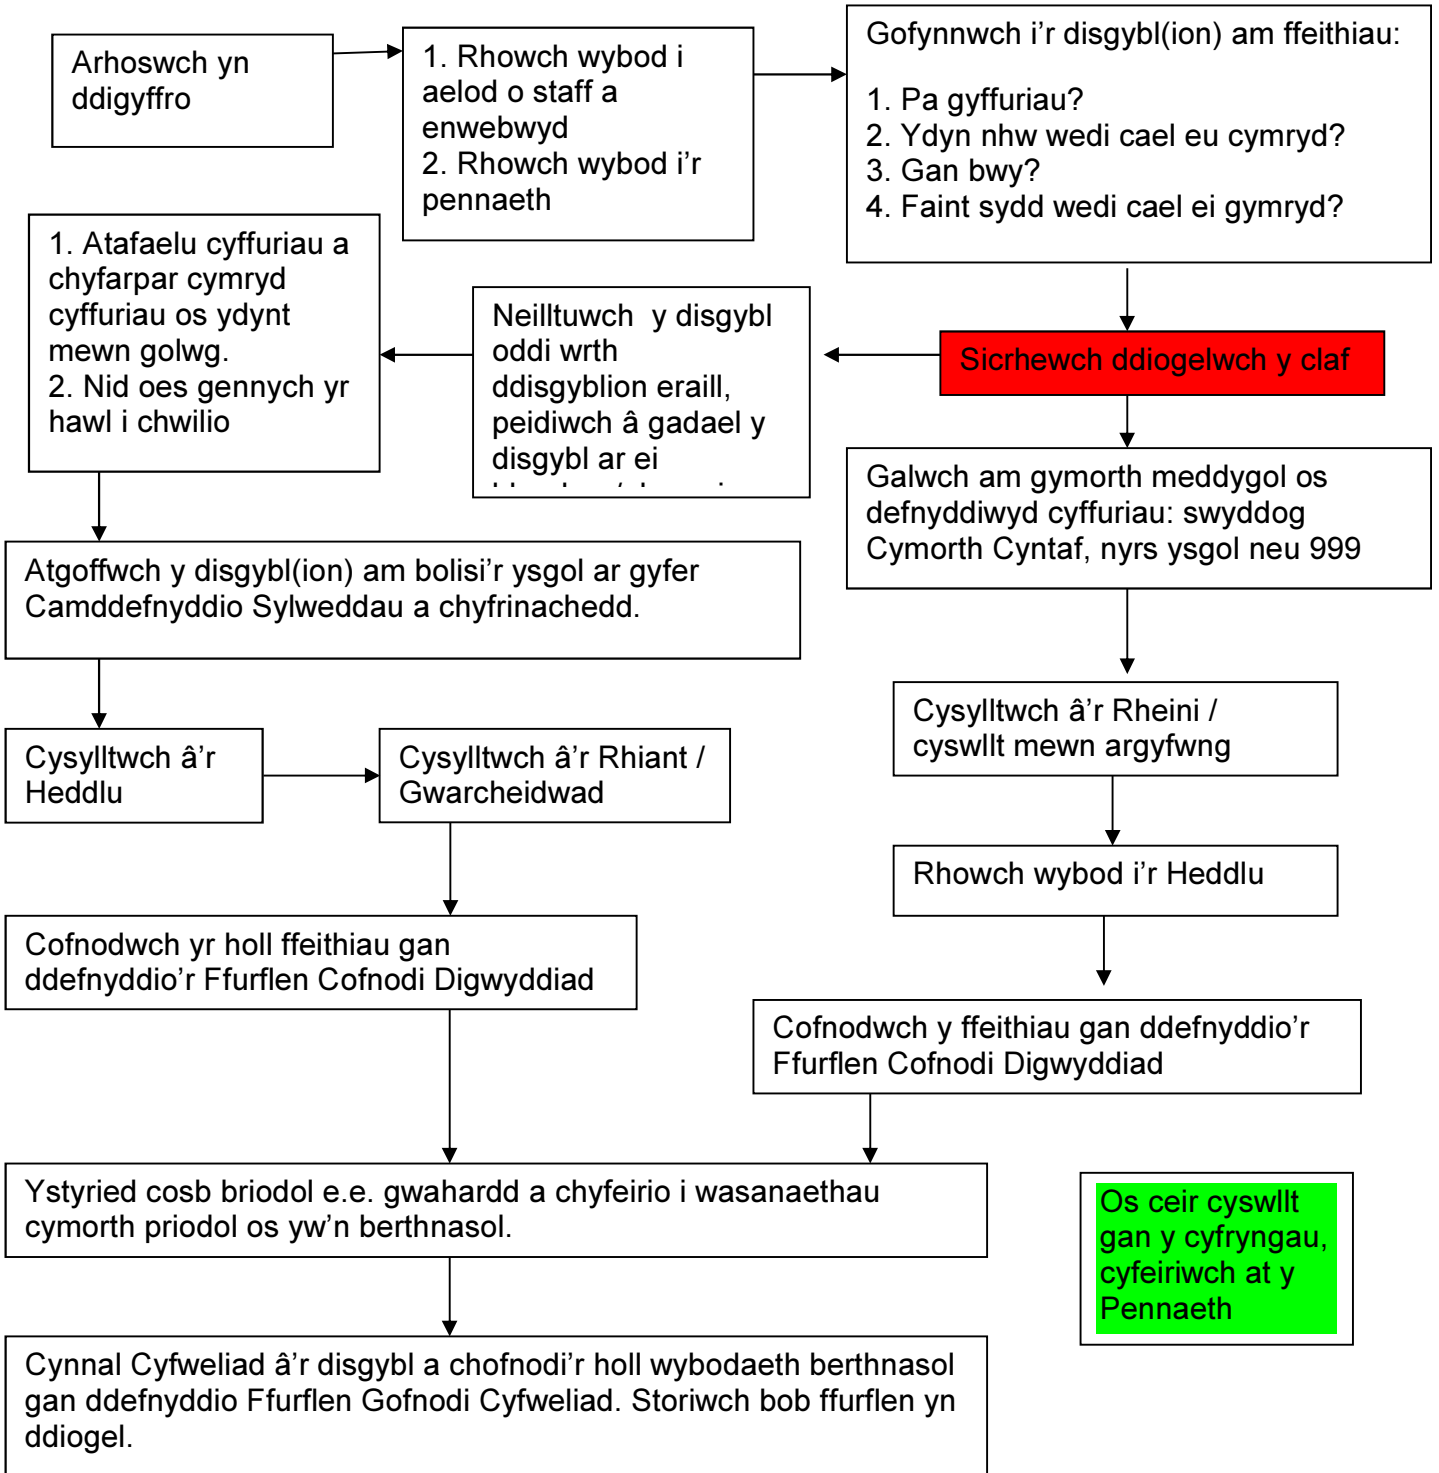 Arhoswch yn
ddigyffro
1. Rhowch wybod i
aelod o staff a
enwebwyd
2. Rhowch wybod i’r
pennaeth
Gofynnwch i’r disgybl(ion) am ffeithiau:
1. Pa gyffuriau?
2. Ydyn nhw wedi cael eu cymryd?
3. Gan bwy?
4. Faint sydd wedi cael ei gymryd?
Sicrhewch ddiogelwch y claf
Neilltuwch y disgybl
oddi wrth
ddisgyblion eraill,
peidiwch â gadael y
disgybl ar ei
1. Atafaelu cyffuriau a
chyfarpar cymryd
cyffuriau os ydynt
mewn golwg.
2. Nid oes gennych yr
hawl i chwilio
Galwch am gymorth meddygol os
defnyddiwyd cyffuriau: swyddog
Cymorth Cyntaf, nyrs ysgol neu 999
Atgoffwch y disgybl(ion) am bolisi’r ysgol ar gyfer
Camddefnyddio Sylweddau a chyfrinachedd.
Cysylltwch â’r
Heddlu
Cysylltwch â’r Rhiant /
Gwarcheidwad
Cysylltwch â’r Rheini /
cyswllt mewn argyfwng
Rhowch wybod i’r Heddlu
Cofnodwch yr holl ffeithiau gan
ddefnyddio’r Ffurflen Cofnodi Digwyddiad
Cofnodwch y ffeithiau gan ddefnyddio’r
Ffurflen Cofnodi Digwyddiad
Ystyried cosb briodol e.e. gwahardd a chyfeirio i wasanaethau
cymorth priodol os yw’n berthnasol.
Os ceir cyswllt
gan y cyfryngau,
cyfeiriwch at y
Pennaeth
Cynnal Cyfweliad â’r disgybl a chofnodi’r holl wybodaeth berthnasol
gan ddefnyddio Ffurflen Gofnodi Cyfweliad. Storiwch bob ffurflen yn
ddiogel.